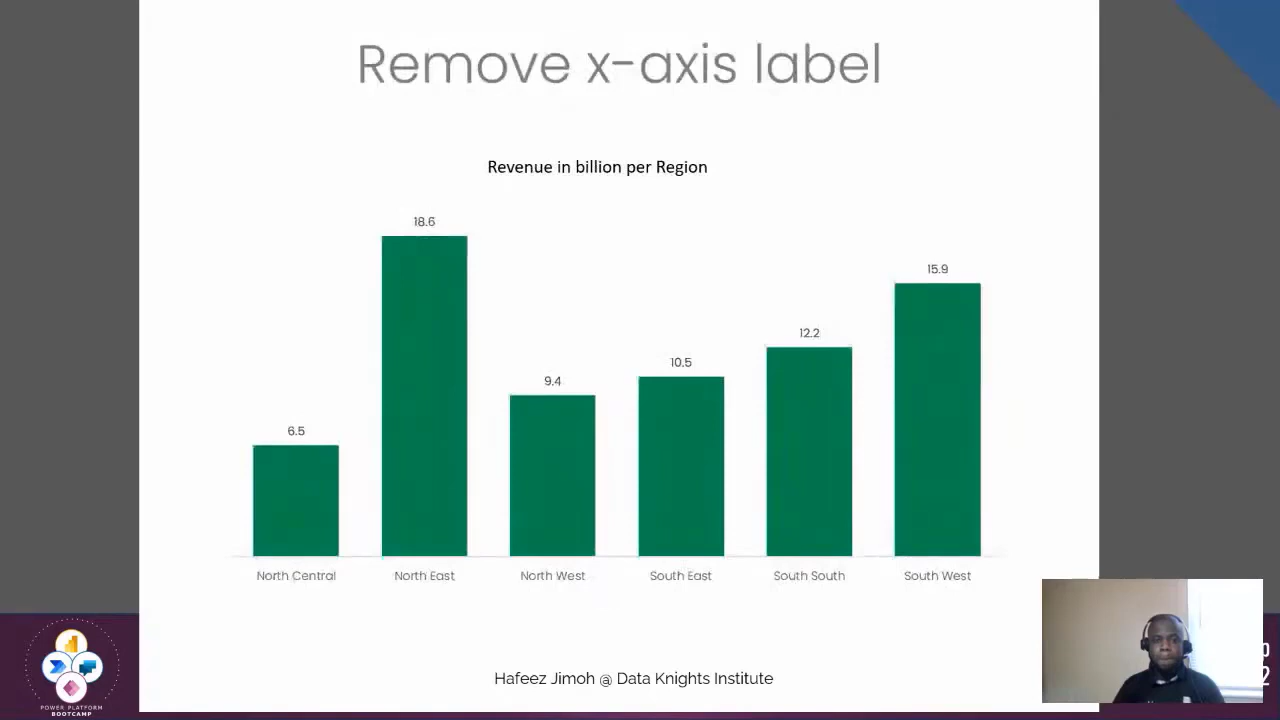 Remove x-axis label
Revenue in billion per Region
18.6
15.9
12.2
10.5
9.4
6.5
North Central North East North West South East South South South West
Hafeez Jimoh @ Data Knights Institute
POWER PLATFORM
BOOTCAMP
2